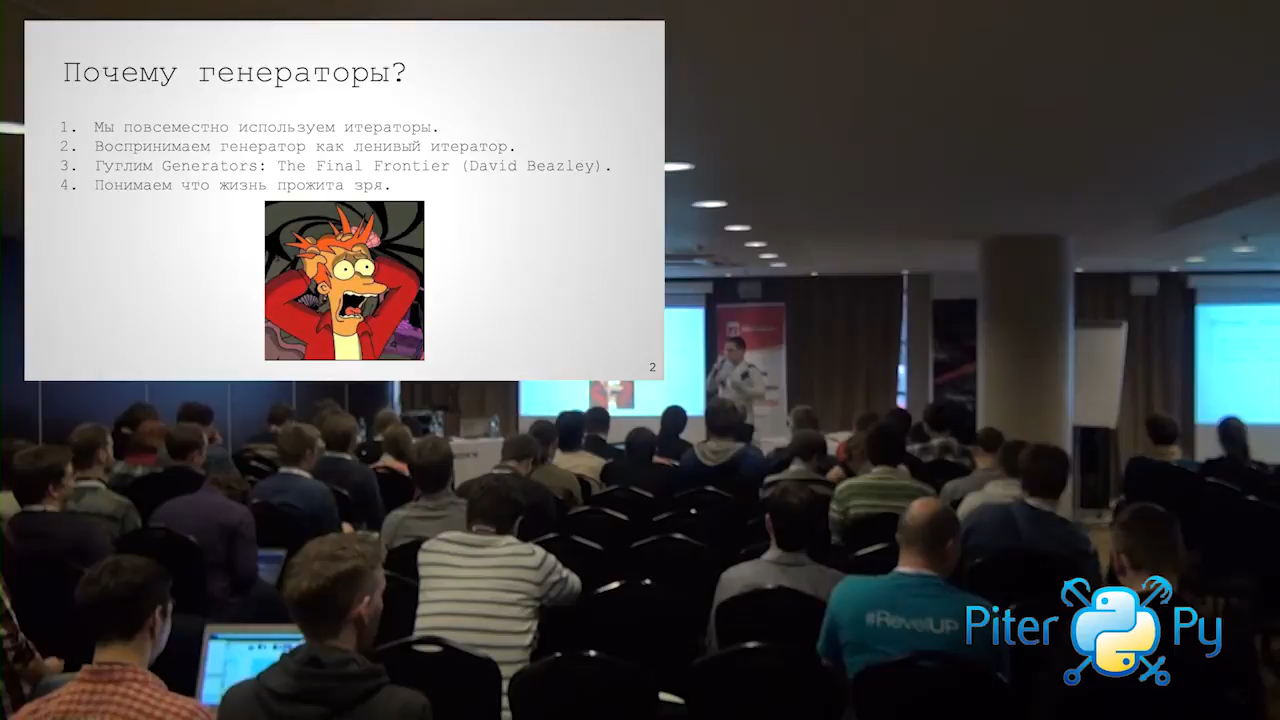 Почему генераторы?
1. Мы повсеместно используем итераторы.
2. Воспринимаем генератор как ленивый итератор.
3. Гуглим Generators: The Final Frontier (David Beazley).
4. Понимаем что жизнь прожита зря.
2
#RevelUP
Piter Py